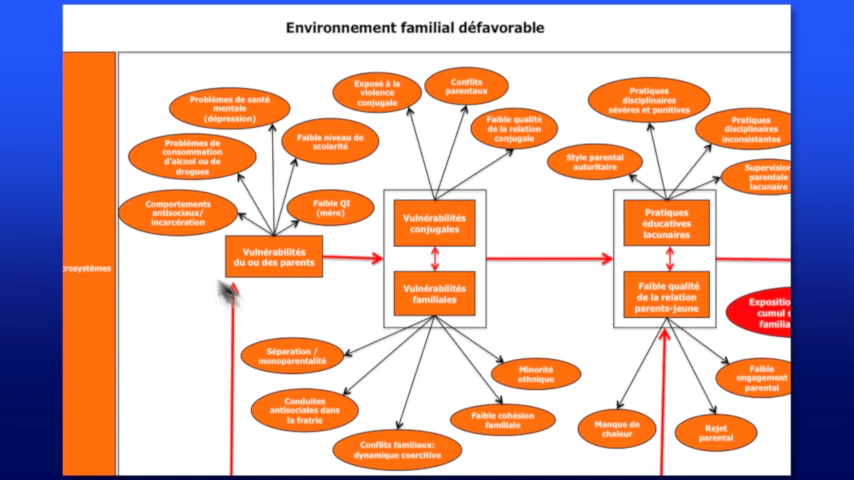 Environnement familial défavorable
Problèmes de santé
mentale
(dépression)
Problèmes de
consommation
d'alcool ou de
drogues
Faible niveau de
scolarité
Comportements
antisociaux/
incarcération
Faible QI
(mère)
Vulnérabilités
du ou des parents
Exposé à la
violence
conjugale
Conflits
parentaux
Faible qualité
de la relation
conjugale
Vulnérabilités
conjugales
Vulnérabilités
familiales
Séparation /
monoparentalité
Conduites
antisociales dans
la fratrie
Conflits familiaux:
dynamique coercitive
Faible cohésion
familiale
Minorité
ethnique
Pratiques
disciplinaires
sévères et punitives
Pratiques
disciplinaires
inconsistantes
Style parental
autoritaire
Supervision
parentale
lacunaire
Pratiques
éducatives
lacunaires
Faible qualité
de la relation
parents-jeune
Manque de
chaleur
Rejet
parental
Faible
engagement
parental
Expositio
cumul d
familia
crosystèmes